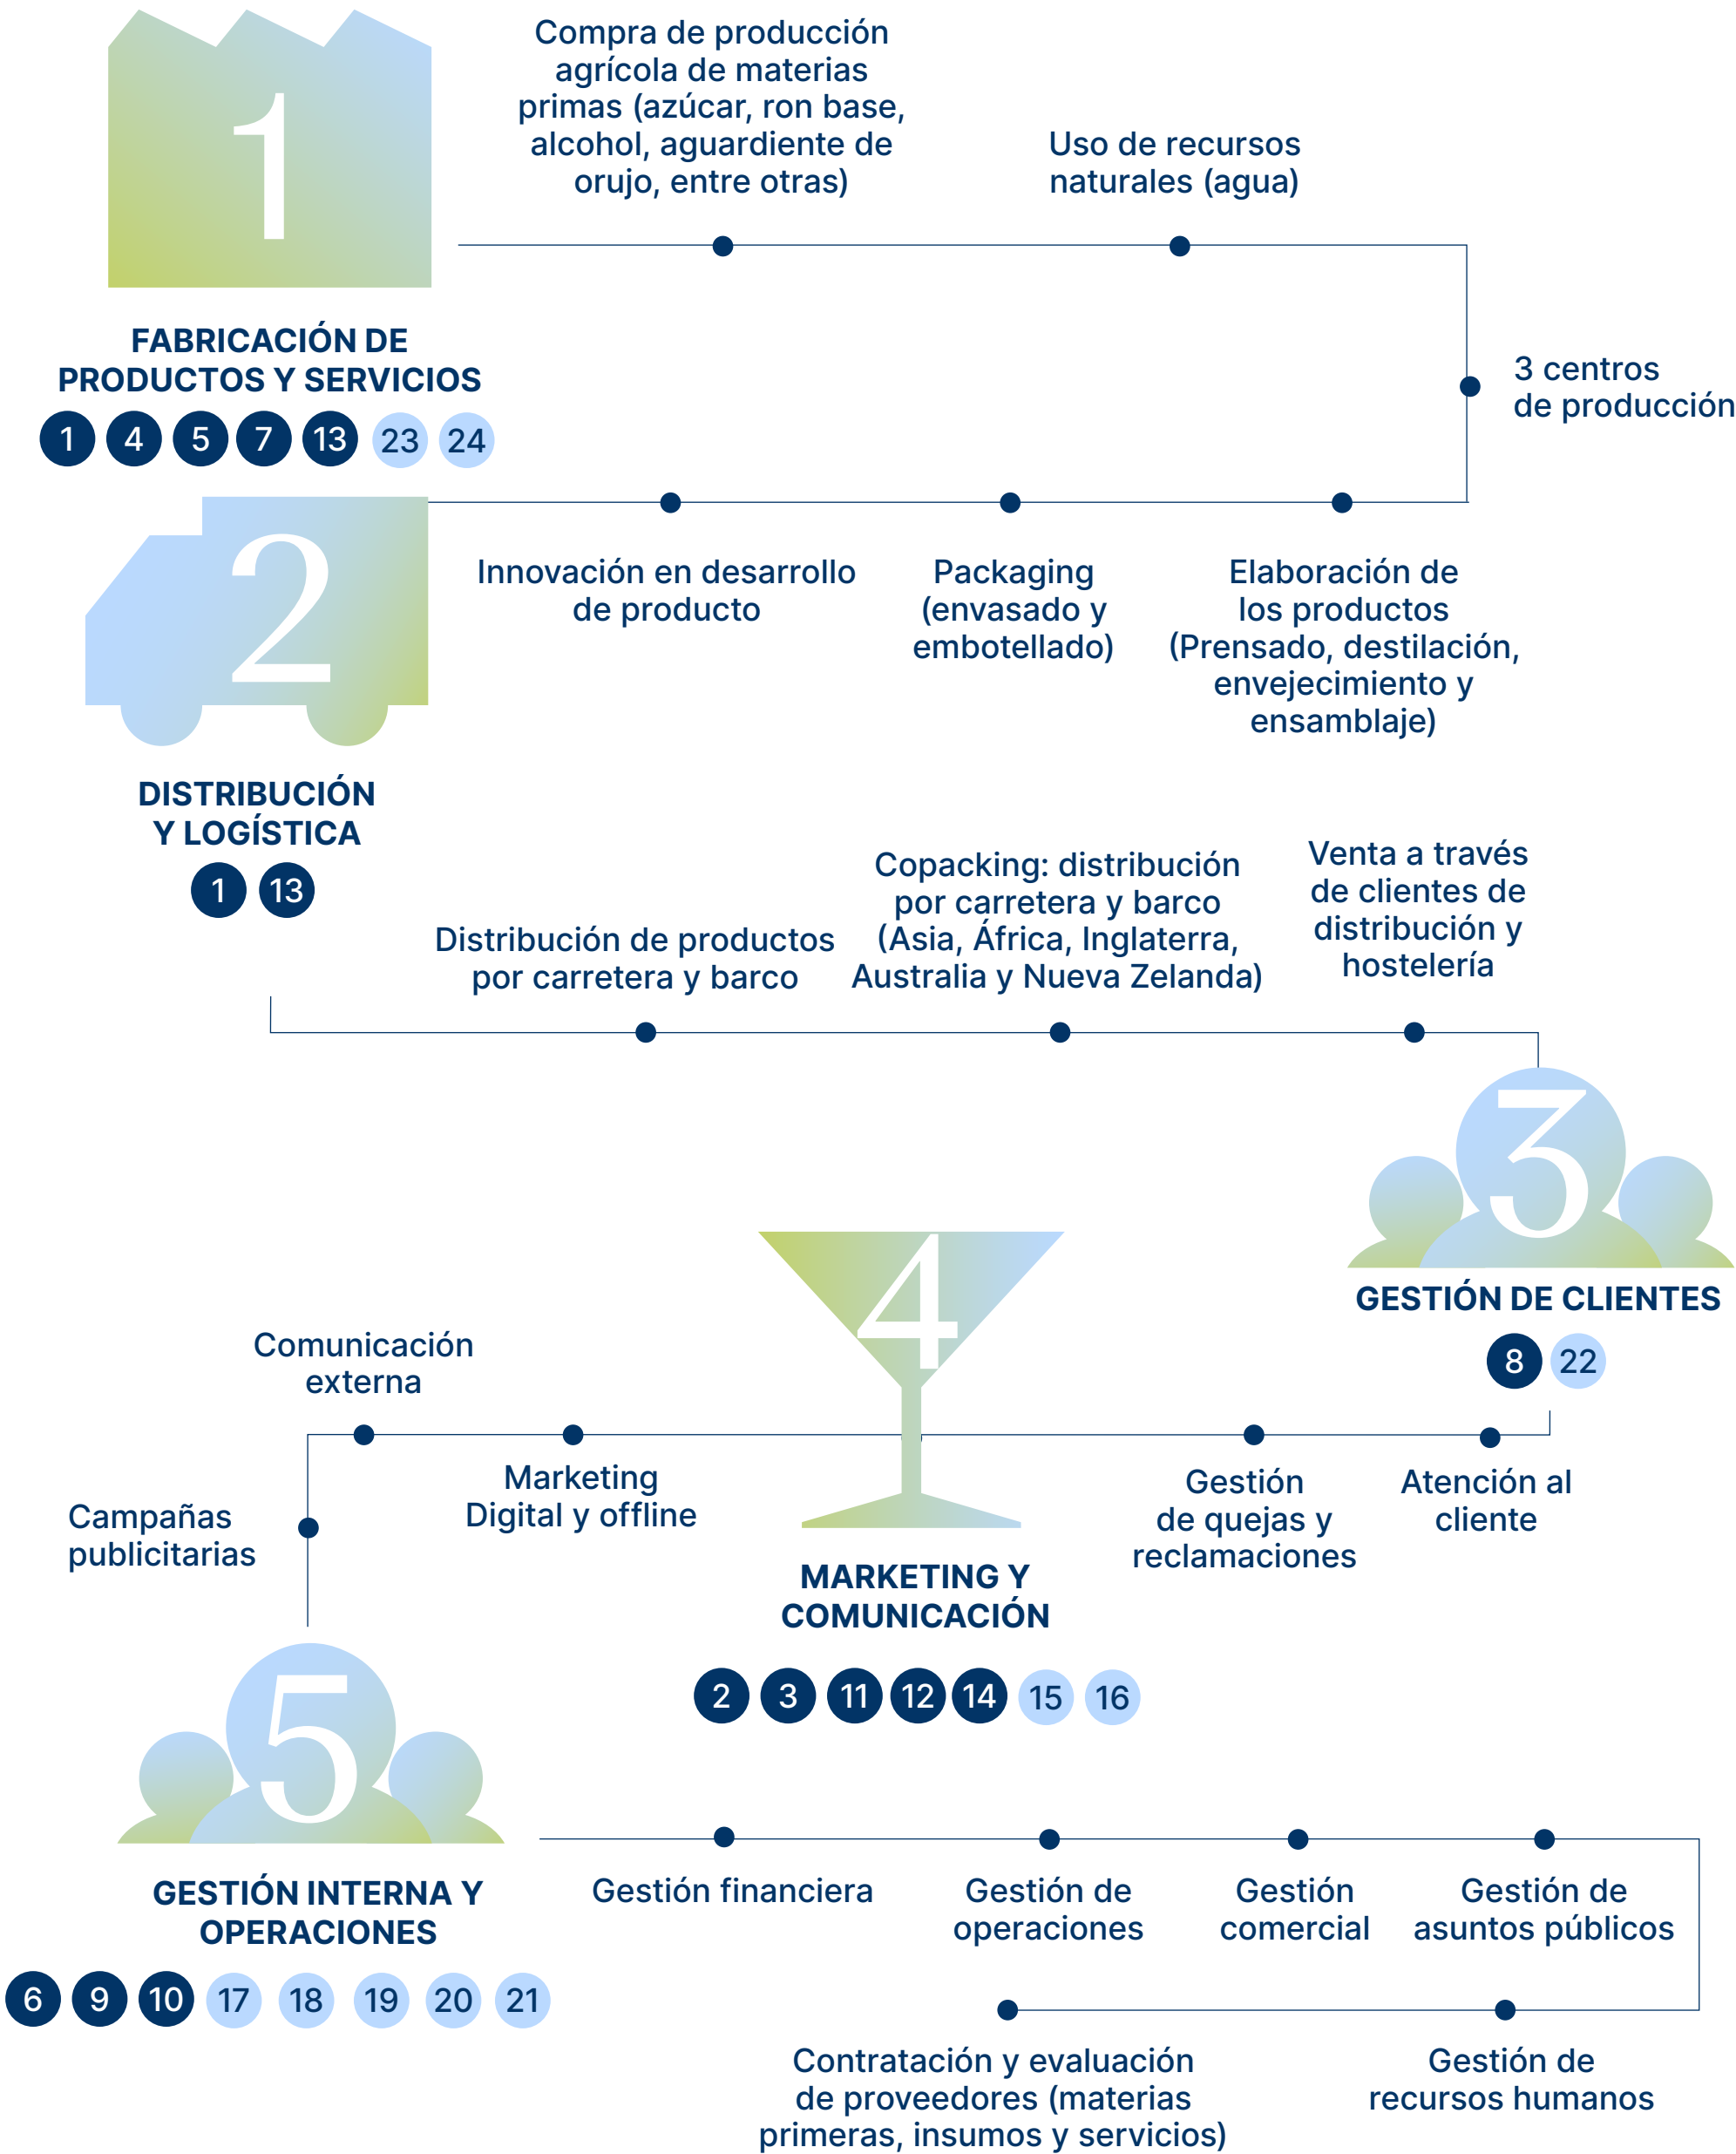 1
Compra de producción
agrícola de materias
primas (azúcar, ron base,
alcohol, aguardiente de
orujo, entre otras)
Uso de recursos
naturales (agua)
FABRICACIÓN DE
PRODUCTOS Y SERVICIOS
1 4 5 7 13 23 24
3 centros
de producción
2
Innovación en desarrollo
de producto
Packaging
(envasado y
embotellado)
Elaboración de
los productos
(Prensado, destilación,
envejecimiento y
ensamblaje)
DISTRIBUCIÓN
Y LOGÍSTICA
1 13
Distribución de productos
por carretera y barco
Copacking: distribución
por carretera y barco
(Asia, África, Inglaterra,
Australia y Nueva Zelanda)
Venta a través
de clientes de
distribución y
hostelería
3
GESTIÓN DE CLIENTES
8 22
Atención al
cliente
Gestión
de quejas y
reclamaciones
4
MARKETING Y
COMUNICACIÓN
2 3 11 12 14 15 16
Marketing
Digital y offline
Comunicación
externa
Campañas
publicitarias
5
GESTIÓN INTERNA Y
OPERACIONES
6 9 10 17 18 19 20 21
Gestión financiera
Gestión de
operaciones
Gestión
comercial
Gestión de
asuntos públicos
Gestión de
recursos humanos
Contratación y evaluación
de proveedores (materias
primeras, insumos y servicios)